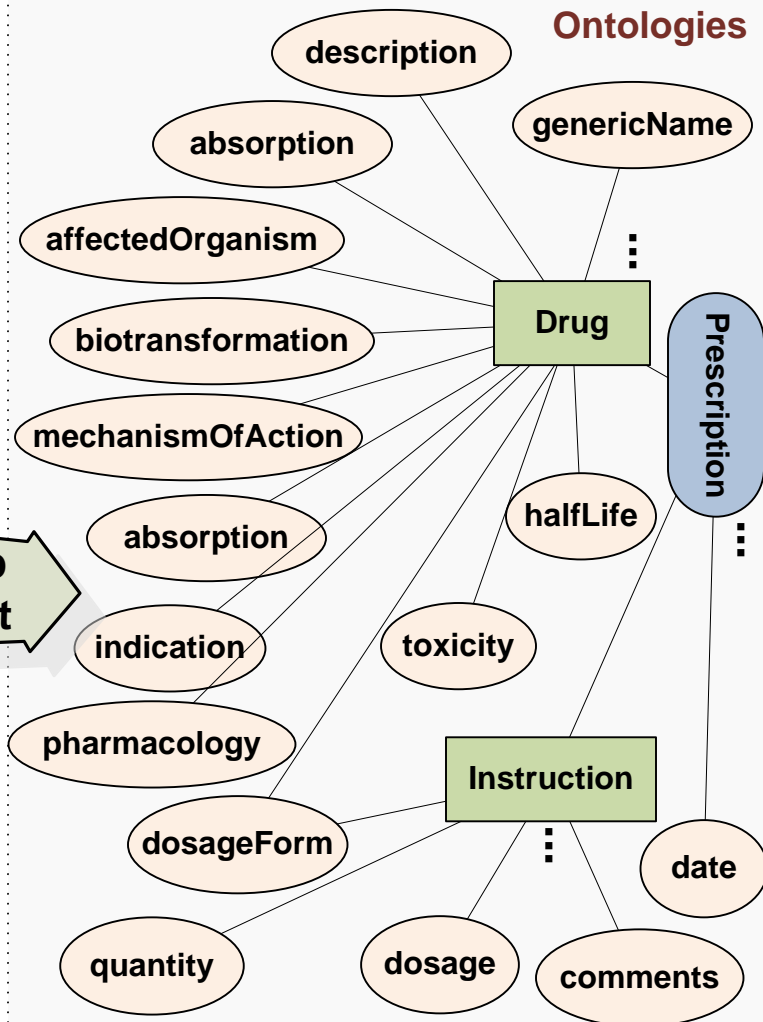 Ontologies
description
genericName
absorption
affectedOrganism
Drug
Prescription
biotransformation
mechanismOfAction
halfLife
absorption
indication
toxicity
pharmacology
Instruction
dosageForm
date
quantity
dosage
comments